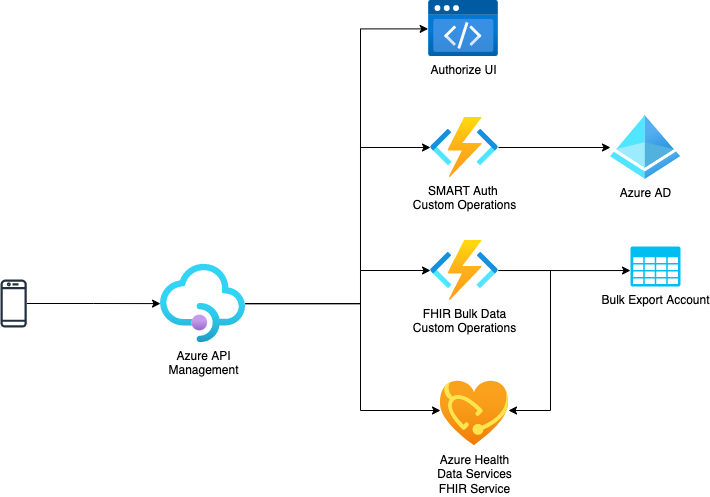 Authorize UI
SMART Auth
Custom Operations
Azure AD
FHIR Bulk Data
Custom Operations
Bulk Export Account
Azure API
Management
Azure Health
Data Services
FHIR Service